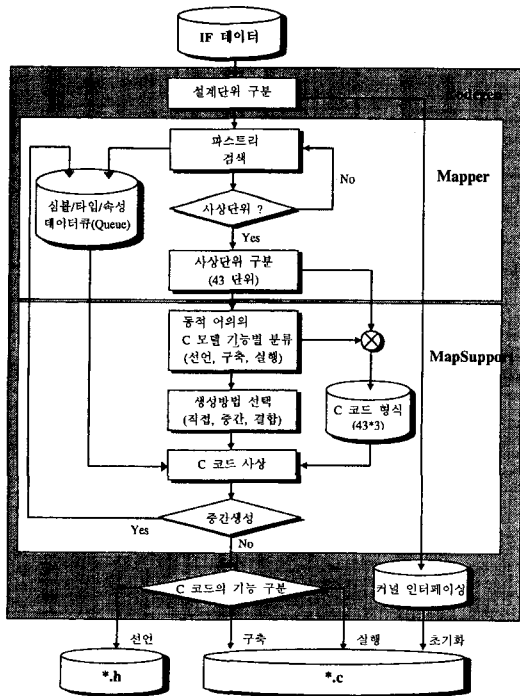 IF 데이터
설계단위 구분
파스트리
검색
No
Mapper
심볼/타입/속성
데이터큐(Queue)
사상단위 ?
Yes
사상단위 구분
(43 단위)
동적 어의의
C 모델 기능별 분류
(선언, 구축, 실행)
MapSupport
생성방법 선택
(직접, 중간, 결합)
C 코드 형식
(43*3)
C 코드 사상
중간생성
Yes
No
C 코드의 기능 구분
커널 인터페이싱
선언
구축
실행
초기화
*.h
*.c